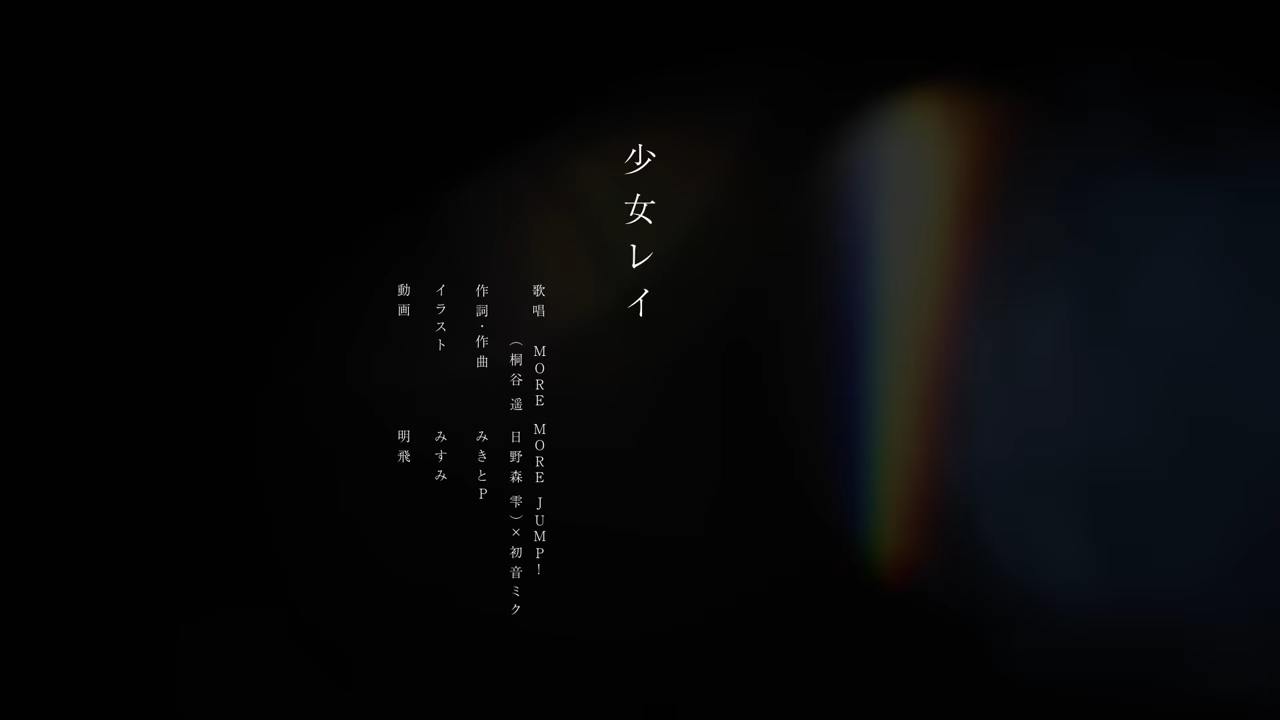 少女レイ
歌唱 MORE MORE JUMP!
（桐谷 遥 日野森 雫）×初音ミク
作詞・作曲 みきとP
イラスト みすみ
動画 明飛